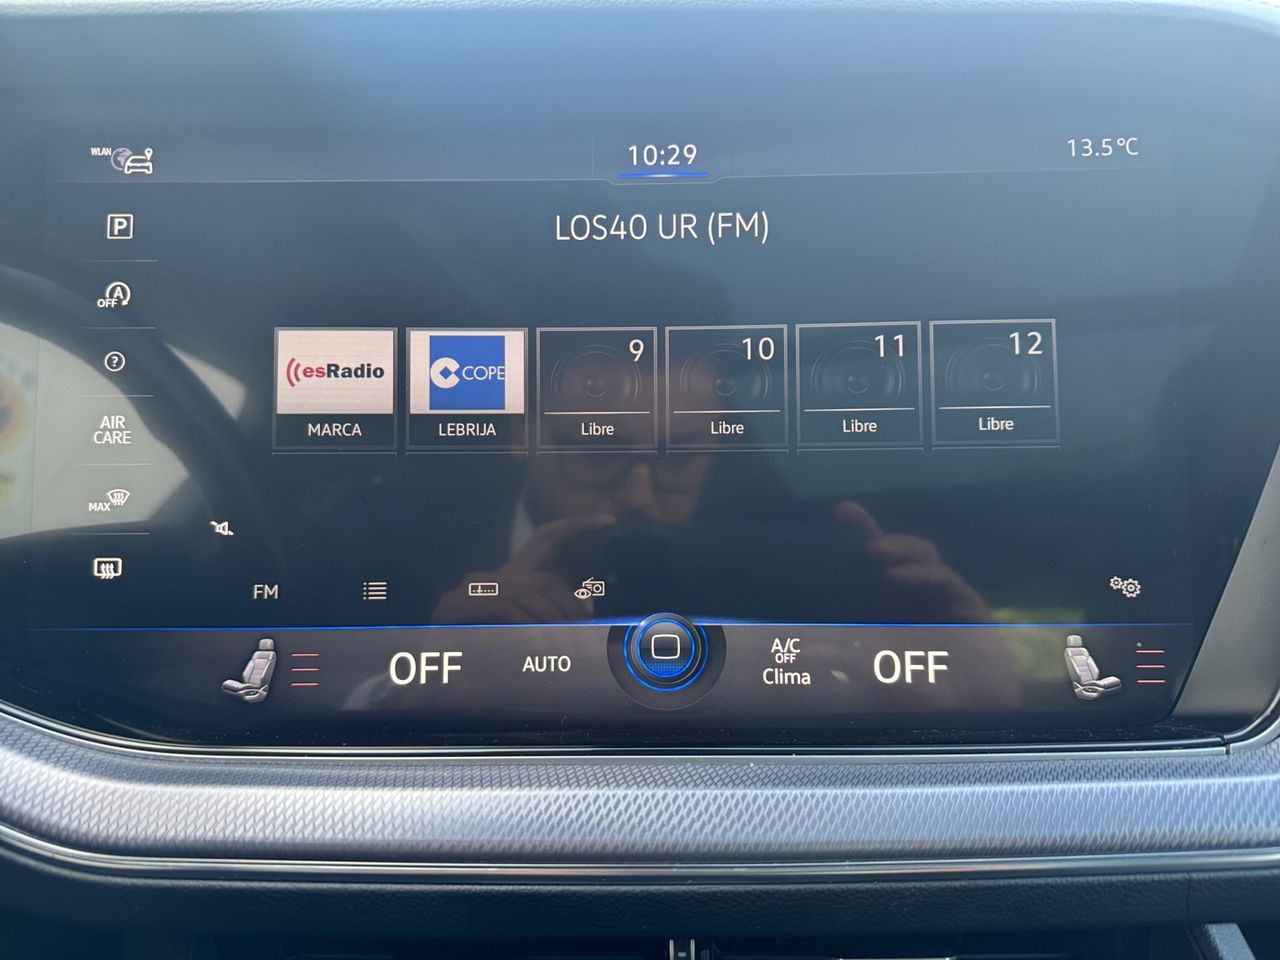 WLAN
10:29
13.5°C
P
LOS40 UR (FM)
A
OFF
?
AIR
CARE
MAX
esRadio
MARCA
COPE
LEBRIJA
9
Libre
10
Libre
11
Libre
12
Libre
FM
OFF
AUTO
A/C
OFF
Clima
OFF